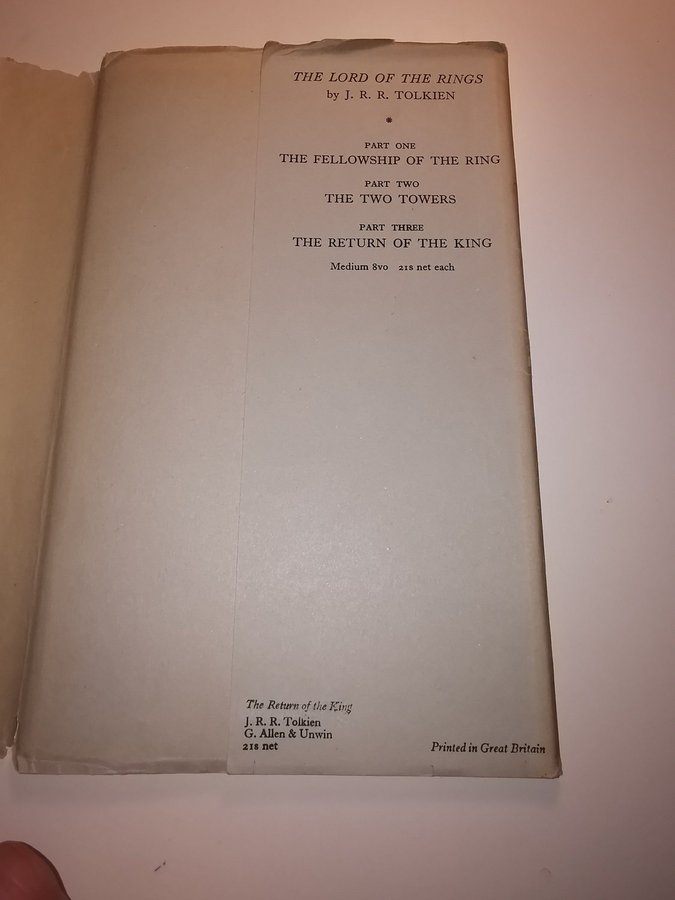 THE LORD OF THE RINGS
by J. R. R. TOLKIEN
*
PART ONE
THE FELLOWSHIP OF THE RING
PART TWO
THE TWO TOWERS
PART THREE
THE RETURN OF THE KING
Medium 8vo 21s net each
The Return of the King
J. R. R. Tolkien
G. Allen & Unwin
21s net
Printed in Great Britain